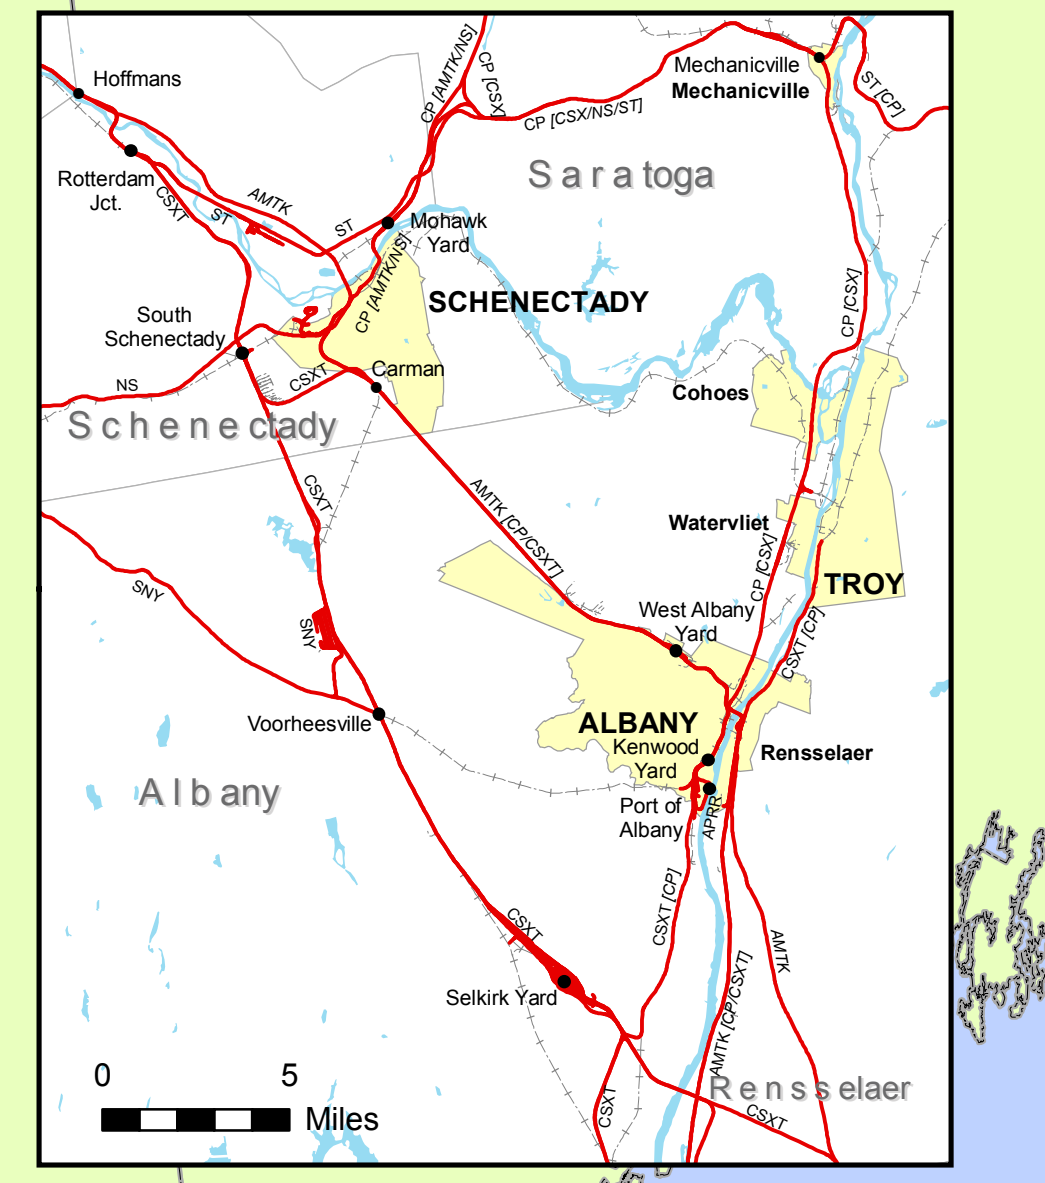 CP [AMTK/NS]
CP [CSX]
Mechanicville
Mechanicville
Hoffmans
ST [CP]
CP [CSX/NS/ST]
Saratoga
Rotterdam
Jct.
CSXT
ST
AMTK
ST
Mohawk
Yard
CP [AMTK/NS]
SCHENECTADY
CP [CSX]
South
Schenectady
NS
CSXT
Carman
Cohoes
Schenectady
CSXT
AMTK [CP/CSXT]
Watervliet
CP [CSX]
TROY
SNY
SNY
West Albany
Yard
CSXT [CP]
Voorheesville
ALBANY
Kenwood
Yard
Rensselaer
Albany
Port of
Albany
APRR
CSXT
CSXT [CP]
AMTK
Selkirk Yard
AMTK [CP/CSXT]
Rensselaer
CSXT
CSXT
0 5
Miles